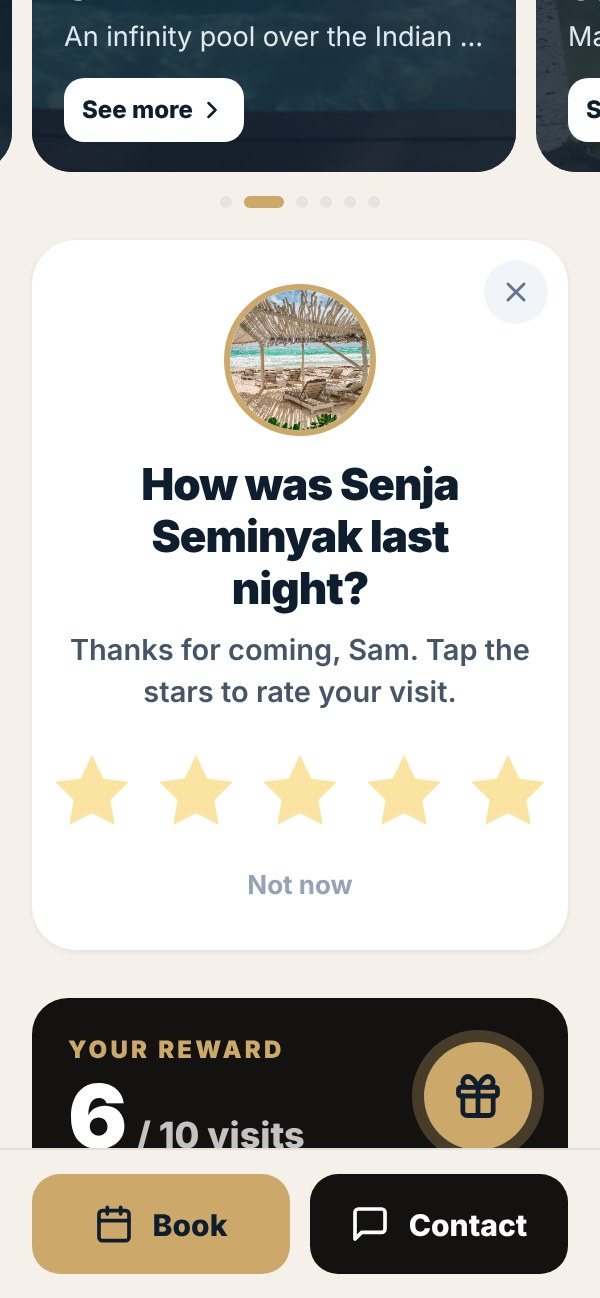 An infinity pool over the Indian ...
See more
How was Senja
Seminyak last
night?
Thanks for coming, Sam. Tap the
stars to rate your visit.
Not now
YOUR REWARD
6 / 10 visits
Book
Contact